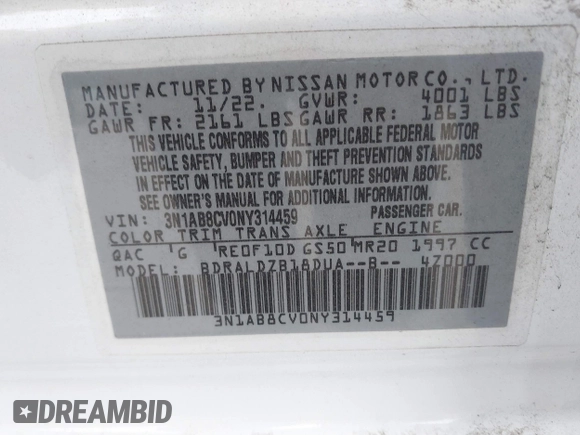 MANUFACTURED BY NISSAN MOTOR CO., LTD.
DATE: 11/22. GVWR: 4001 LBS
GAWR FR: 2161 LBS GAWR RR: 1863 LBS
THIS VEHICLE CONFORMS TO ALL APPLICABLE FEDERAL MOTOR
VEHICLE SAFETY, BUMPER AND THEFT PREVENTION STANDARDS
IN EFFECT ON THE DATE OF MANUFACTURE SHOWN ABOVE.
SEE OWNER'S MANUAL FOR ADDITIONAL INFORMATION.
VIN: 3N1AB8CV0NY314459 PASSENGER CAR.
COLOR TRIM TRANS AXLE ENGINE
QAC G RE0F10D GS50 MR20 1997 CC
MODEL: BDRALDZB18DUA--B-- 4Z000
3N1AB8CV0NY314459
DREAMBID